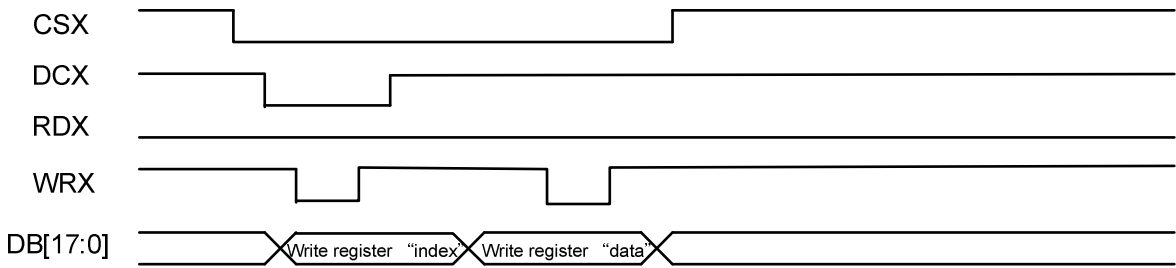 CSX
DCX
RDX
WRX
DB[17:0] Write register “index” Write register “data”